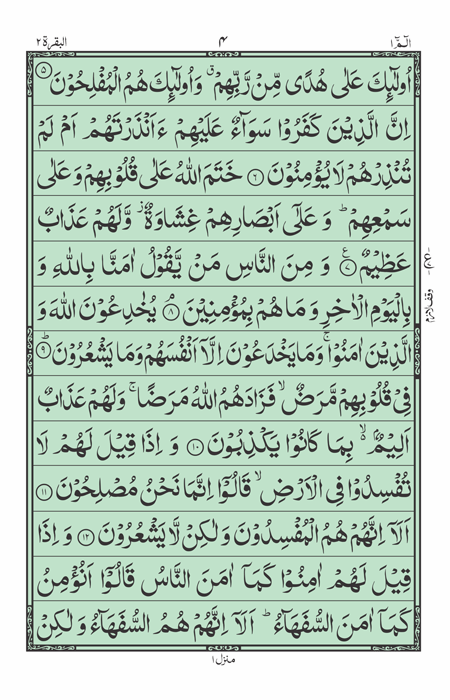 الٓمّٓ ١ ٤ البقرة ٢
اُولٰٓئِكَ عَلٰى هُدًى مِّنْ رَّبِّهِمْ ۗ وَاُولٰٓئِكَ هُمُ الْمُفْلِحُوْنَ ۝٥
اِنَّ الَّذِيْنَ كَفَرُوْا سَوَآءٌ عَلَيْهِمْ ءَاَنْذَرْتَهُمْ اَمْ لَمْ
تُنْذِرْهُمْ لَا يُؤْمِنُوْنَ ۝٦ خَتَمَ اللّٰهُ عَلٰى قُلُوْبِهِمْ وَعَلٰى
سَمْعِهِمْ ؕ وَ عَلٰٓى اَبْصَارِهِمْ غِشَاوَةٌ ؗ وَّلَهُمْ عَذَابٌ
عَظِيْمٌ ۝٧ وَ مِنَ النَّاسِ مَنْ يَّقُوْلُ اٰمَنَّا بِاللّٰهِ وَ
بِالْيَوْمِ الْاٰخِرِ وَ مَا هُمْ بِمُؤْمِنِيْنَ ۘ ۝٨ يُخٰدِعُوْنَ اللّٰهَ وَ
الَّذِيْنَ اٰمَنُوْا ۚ وَمَا يَخْدَعُوْنَ اِلَّآ اَنْفُسَهُمْ وَمَا يَشْعُرُوْنَ ؕ ۝٩
فِيْ قُلُوْبِهِمْ مَّرَضٌ ۙ فَزَادَهُمُ اللّٰهُ مَرَضًا ۚ وَلَهُمْ عَذَابٌ
اَلِيْمٌ ۢ ۙ بِمَا كَانُوْا يَكْذِبُوْنَ ۝١٠ وَ اِذَا قِيْلَ لَهُمْ لَا
تُفْسِدُوْا فِى الْاَرْضِ ۙ قَالُوْٓا اِنَّمَا نَحْنُ مُصْلِحُوْنَ ۝١١
اَلَآ اِنَّهُمْ هُمُ الْمُفْسِدُوْنَ وَلٰكِنْ لَّا يَشْعُرُوْنَ ۝١٢ وَ اِذَا
قِيْلَ لَهُمْ اٰمِنُوْا كَمَآ اٰمَنَ النَّاسُ قَالُوْٓا اَنُؤْمِنُ
كَمَآ اٰمَنَ السُّفَهَآءُ ؕ اَلَآ اِنَّهُمْ هُمُ السُّفَهَآءُ وَلٰكِنْ
وقف لازم
منزل ١